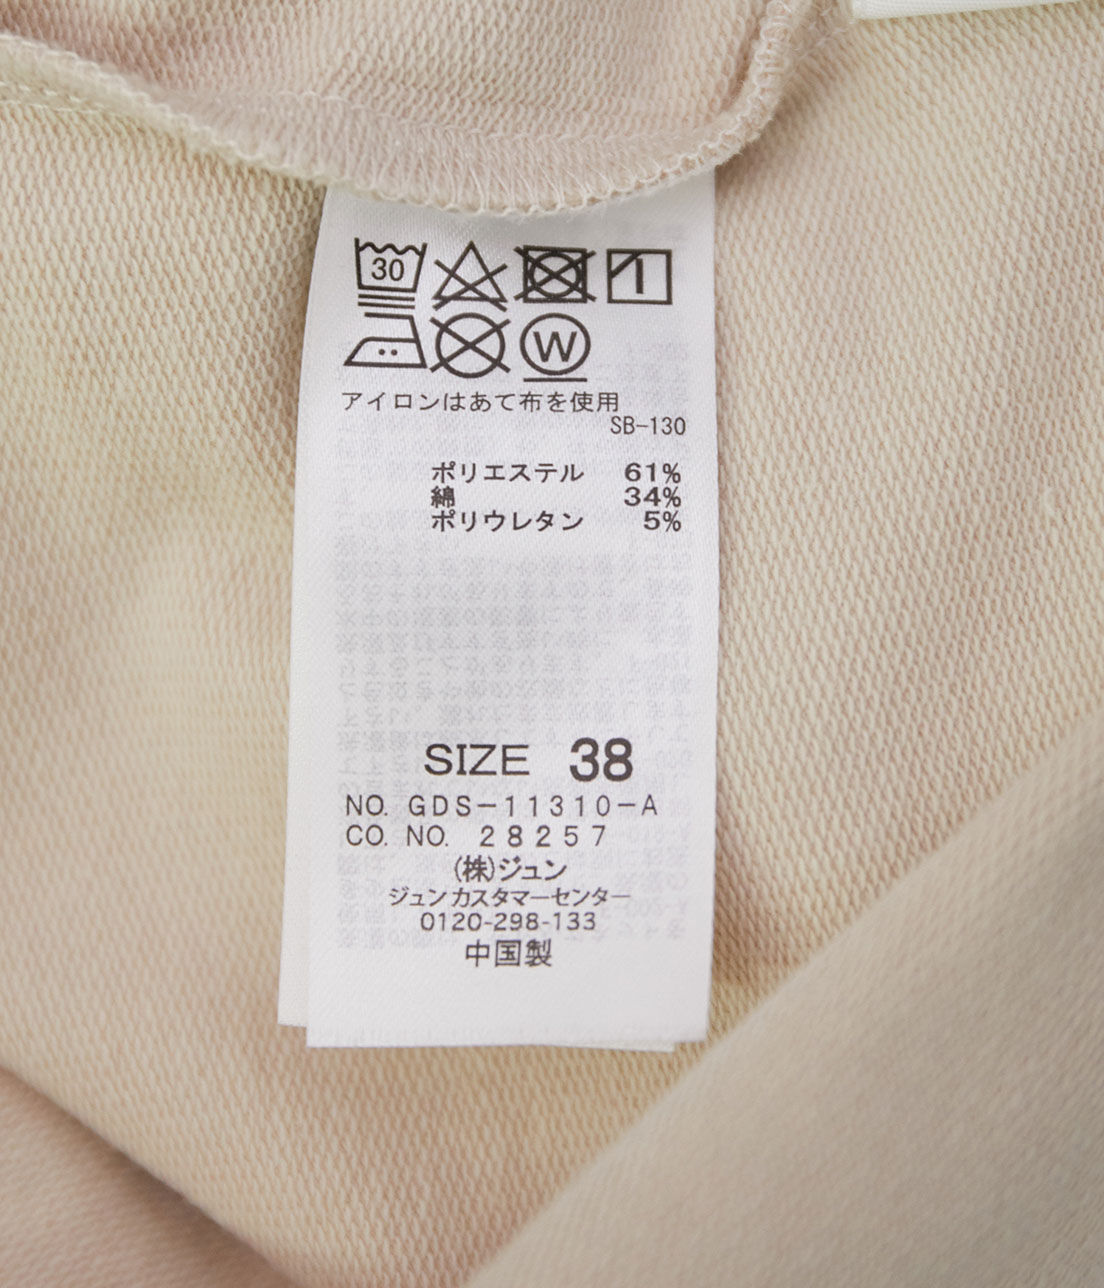 30
W
アイロンはあて布を使用
SB-130
ポリエステル 61%
綿 34%
ポリウレタン 5%
SIZE 38
NO. GDS-11310-A
CO. NO. 28257
(株)ジュン
ジュンカスタマーセンター
0120-298-133
中国製